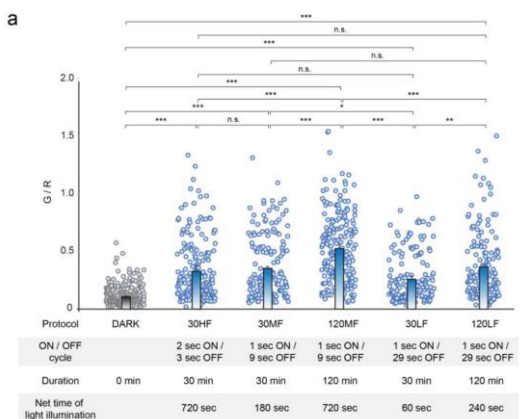 a
***
n.s.
***
n.s.
n.s.
***
*** ***
*** *
*** n.s. *** *** **
2.0
1.5
1.0
0.5
0
G / R
Protocol DARK 30HF 30MF 120MF 30LF 120LF
ON / OFF cycle 2 sec ON / 3 sec OFF 1 sec ON / 9 sec OFF 1 sec ON / 9 sec OFF 1 sec ON / 29 sec OFF 1 sec ON / 29 sec OFF
Duration 0 min 30 min 30 min 120 min 30 min 120 min
Net time of light illumination 720 sec 180 sec 720 sec 60 sec 240 sec